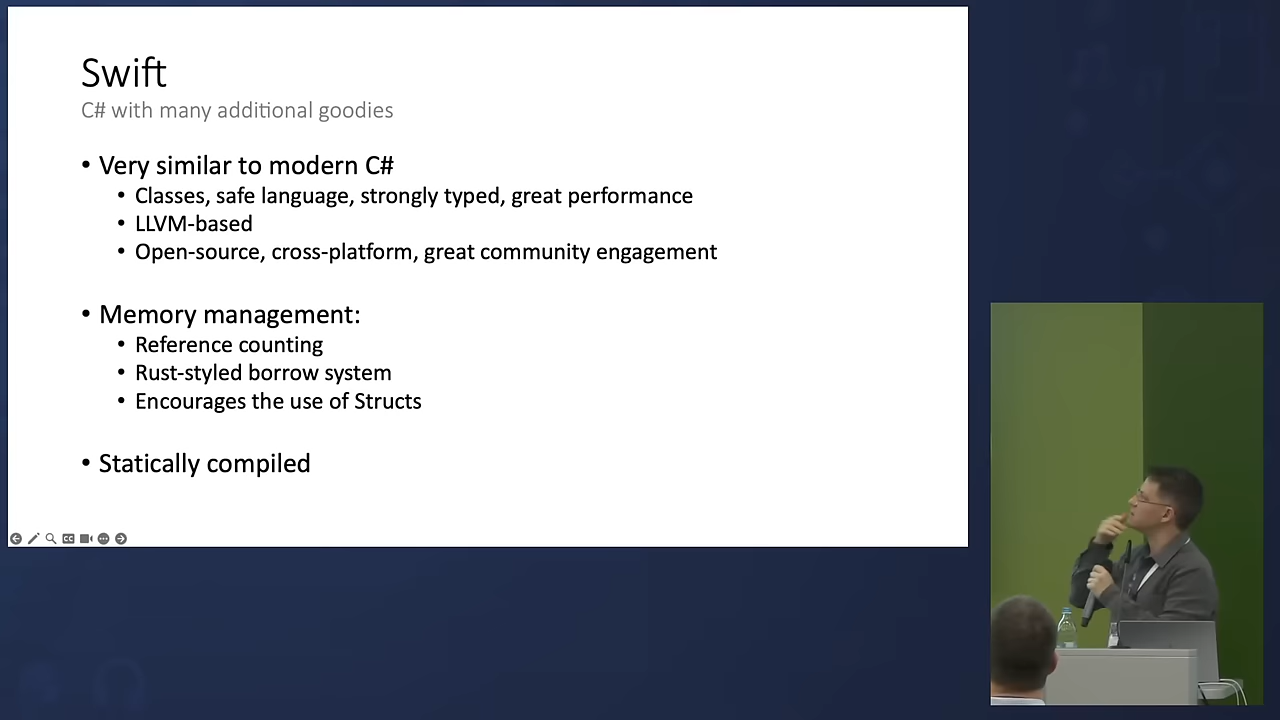 Swift
C# with many additional goodies
• Very similar to modern C#
• Classes, safe language, strongly typed, great performance
• LLVM-based
• Open-source, cross-platform, great community engagement
• Memory management:
• Reference counting
• Rust-styled borrow system
• Encourages the use of Structs
• Statically compiled
CC